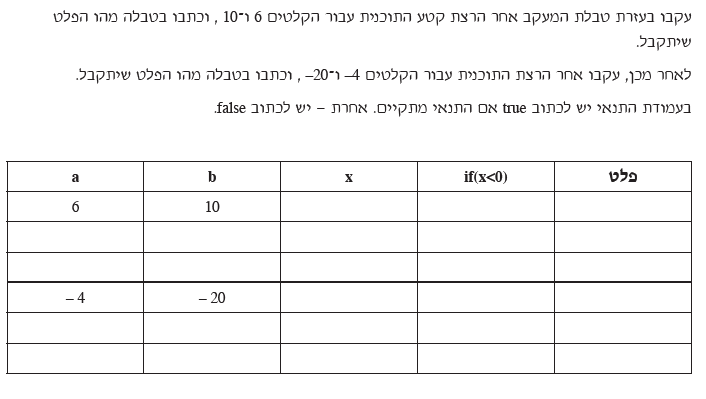 עקבו בעזרת טבלת המעקב אחר הרצת קטע התוכנית עבור הקלטים 6 ו־10 , וכתבו בטבלה מהו הפלט
שיתקבל.
לאחר מכן, עקבו אחר הרצת התוכנית עבור הקלטים 4– ו־20– , וכתבו בטבלה מהו הפלט שיתקבל.
בעמודת התנאי יש לכתוב true אם התנאי מתקיים. אחרת – יש לכתוב false.
a b x if(x<0) פלט
6 10
– 4 – 20